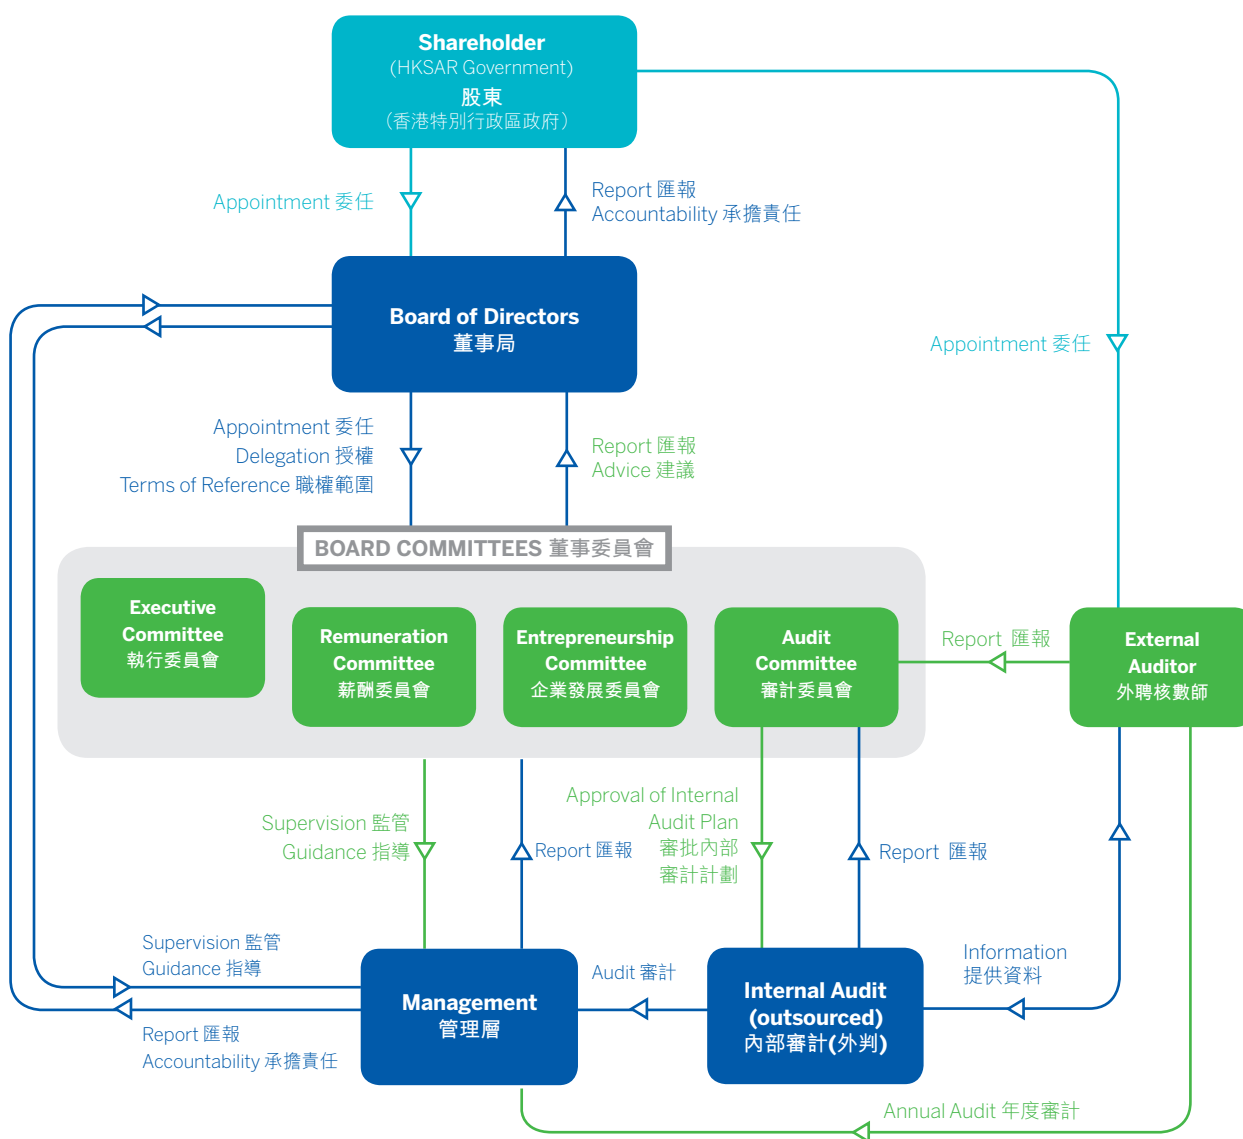 Shareholder
(HKSAR Government)
股東
（香港特別行政區政府）
Appointment 委任
Report 匯報
Accountability 承擔責任
Board of Directors
董事局
Appointment 委任
Appointment 委任
Delegation 授權
Terms of Reference 職權範圍
Report 匯報
Advice 建議
BOARD COMMITTEES 董事委員會
Executive
Committee
執行委員會
Remuneration
Committee
薪酬委員會
Entrepreneurship
Committee
企業發展委員會
Audit
Committee
審計委員會
Report 匯報
External
Auditor
外聘核數師
Supervision 監管
Guidance 指導
Report 匯報
Approval of Internal
Audit Plan
審批內部
審計計劃
Report 匯報
Supervision 監管
Guidance 指導
Report 匯報
Accountability 承擔責任
Management
管理層
Audit 審計
Internal Audit
(outsourced)
內部審計(外判)
Information
提供資料
Annual Audit 年度審計